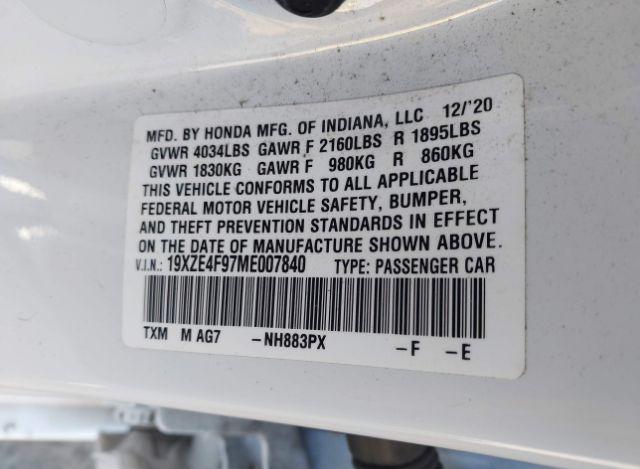 MFD. BY HONDA MFG. OF INDIANA, LLC 12/'20
GVWR 4034LBS GAWR F 2160LBS R 1895LBS
GVWR 1830KG GAWR F 980KG R 860KG
THIS VEHICLE CONFORMS TO ALL APPLICABLE
FEDERAL MOTOR VEHICLE SAFETY, BUMPER,
AND THEFT PREVENTION STANDARDS IN EFFECT
ON THE DATE OF MANUFACTURE SHOWN ABOVE.
V.I.N.: 19XZE4F97ME007840 TYPE: PASSENGER CAR
TXM M AG7 -NH883PX -F -E